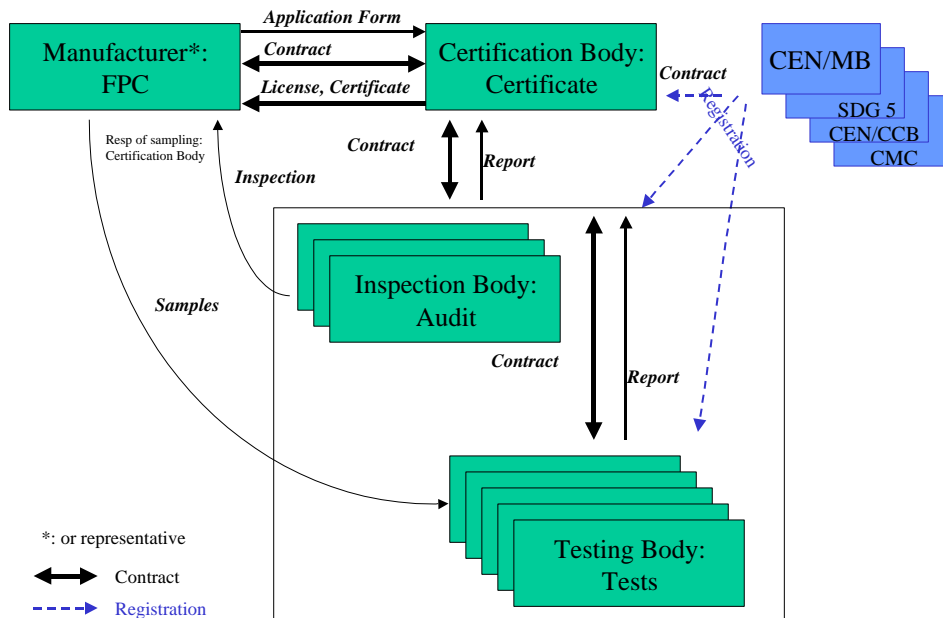 Application Form
Manufacturer*:
FPC
Contract
License, Certificate
Certification Body:
Certificate
Contract
Registration
CEN/MB
SDG 5
CEN/CCB
CMC
Resp of sampling:
Certification Body
Inspection
Contract
Report
Inspection Body:
Audit
Samples
Contract
Report
Testing Body:
Tests
*: or representative
Contract
Registration